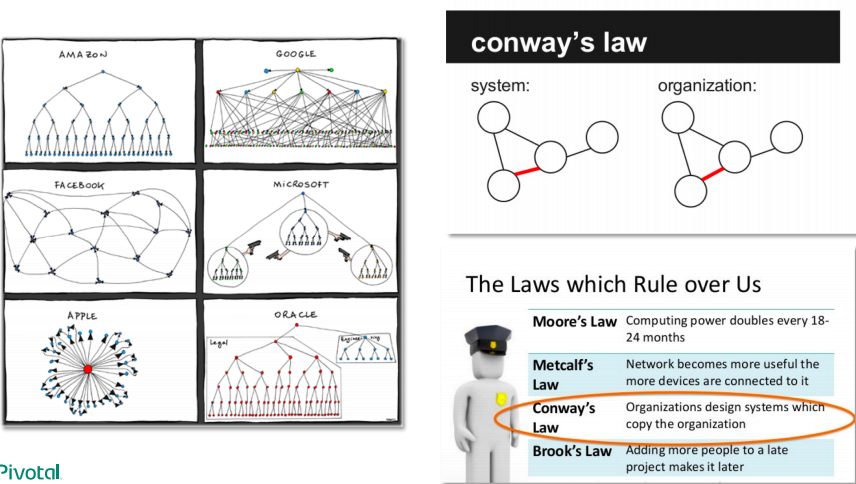 AMAZON
GOOGLE
FACEBOOK
MICROSOFT
APPLE
ORACLE
Legal
Engineering
conway's law
system:
organization:
The Laws which Rule over Us
Moore's Law
Computing power doubles every 18-
24 months
Metcalf's
Law
Network becomes more useful the
more devices are connected to it
Conway's
Law
Organizations design systems which
copy the organization
Brook's Law
Adding more people to a late
project makes it later
Pivotal